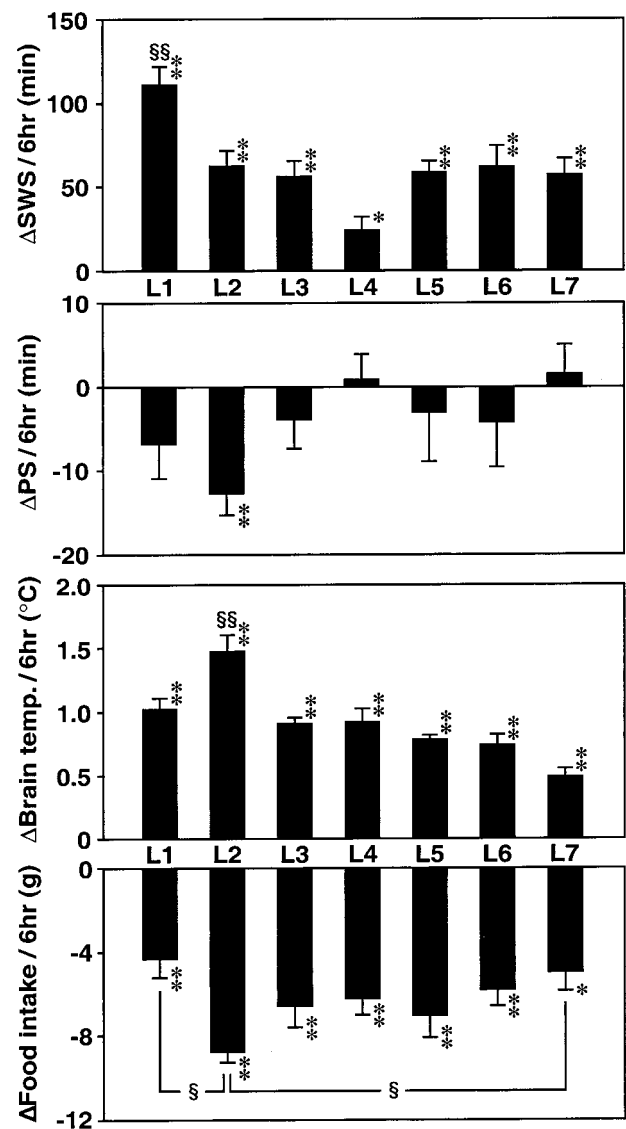 ΔSWS / 6hr (min)
150
100
50
0
§§ ** ** ** * ** ** **
L1 L2 L3 L4 L5 L6 L7
ΔPS / 6hr (min)
10
0
-10
-20
**
ΔBrain temp. / 6hr (°C)
2.0
1.5
1.0
0.5
0
** §§ ** ** ** ** ** **
L1 L2 L3 L4 L5 L6 L7
ΔFood intake / 6hr (g)
0
-4
-8
-12
** ** ** ** ** ** *
§ §